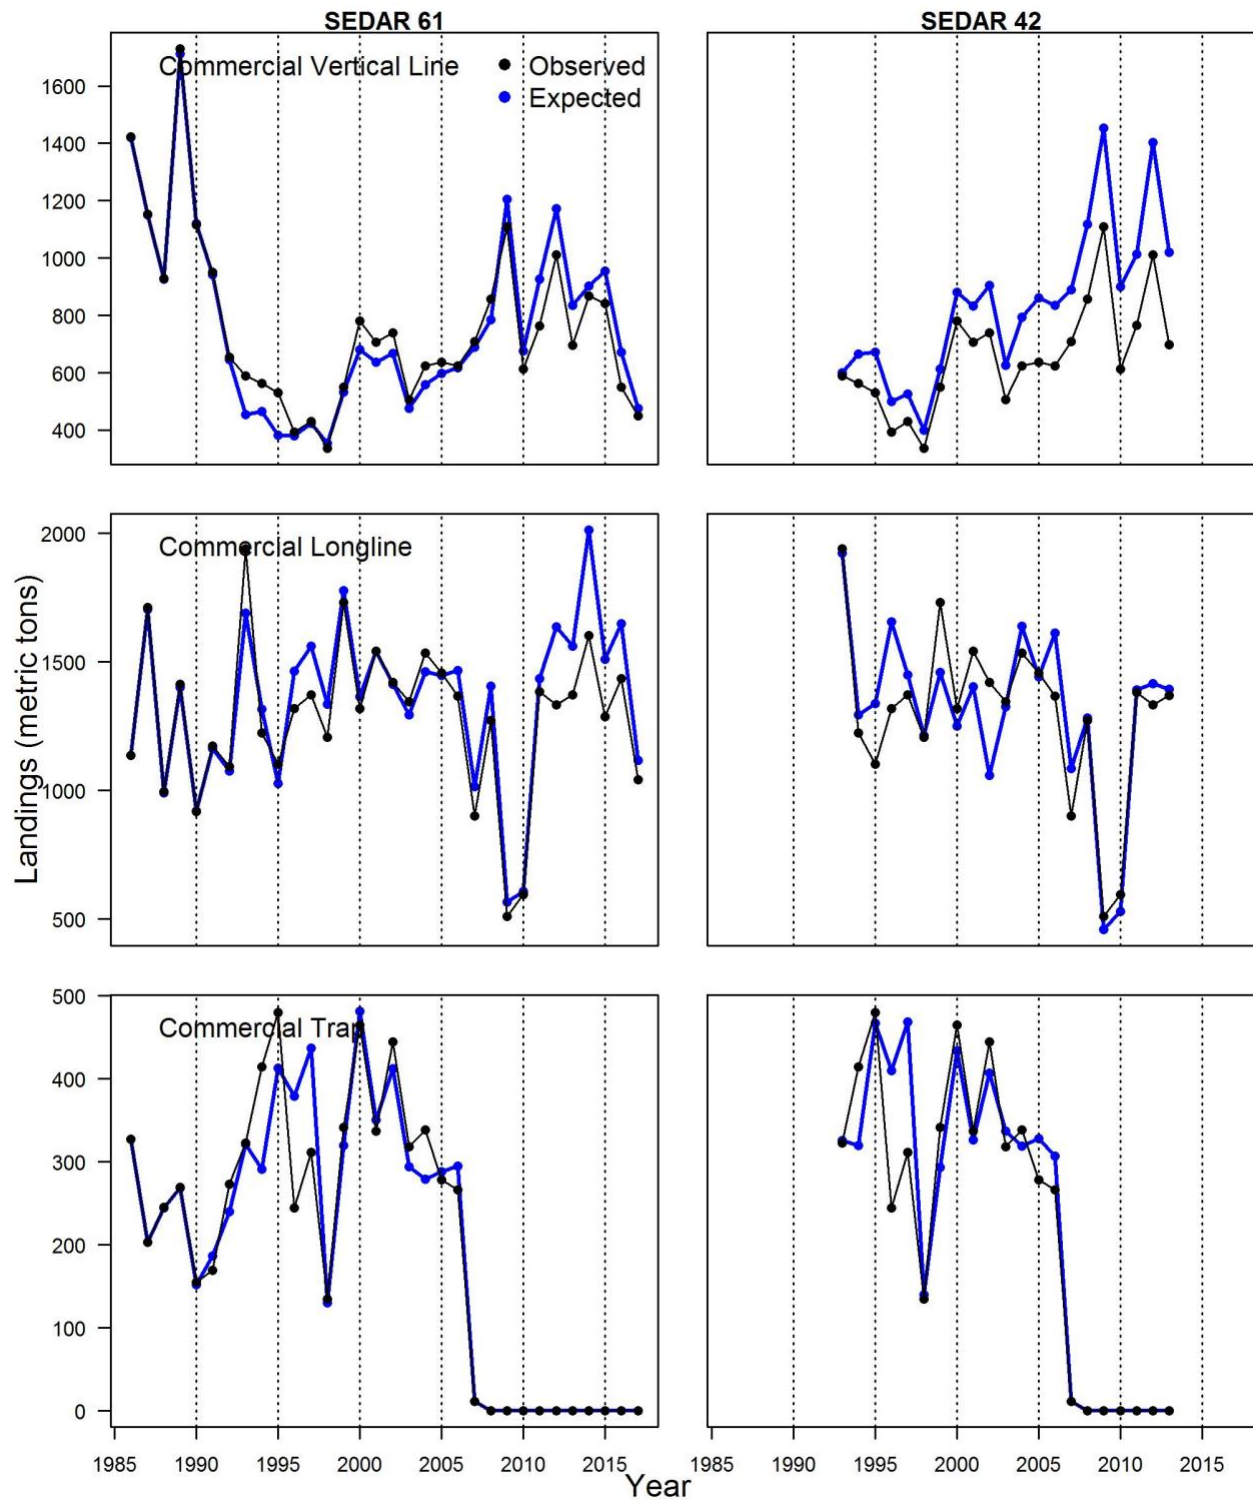 SEDAR 61
SEDAR 42
Commercial Vertical Line
Observed
Expected
1600
1400
1200
1000
800
600
400
Commercial Longline
2000
1500
1000
500
Landings (metric tons)
Commercial Trap
500
400
300
200
100
0
1985 1990 1995 2000 2005 2010 2015
1985 1990 1995 2000 2005 2010 2015
Year